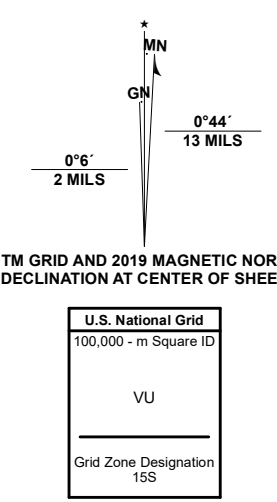 ★
MN
GN
0°44´
13 MILS
0°6´
2 MILS
TM GRID AND 2019 MAGNETIC NOR
DECLINATION AT CENTER OF SHEE
U.S. National Grid
100,000 - m Square ID
VU
Grid Zone Designation
15S